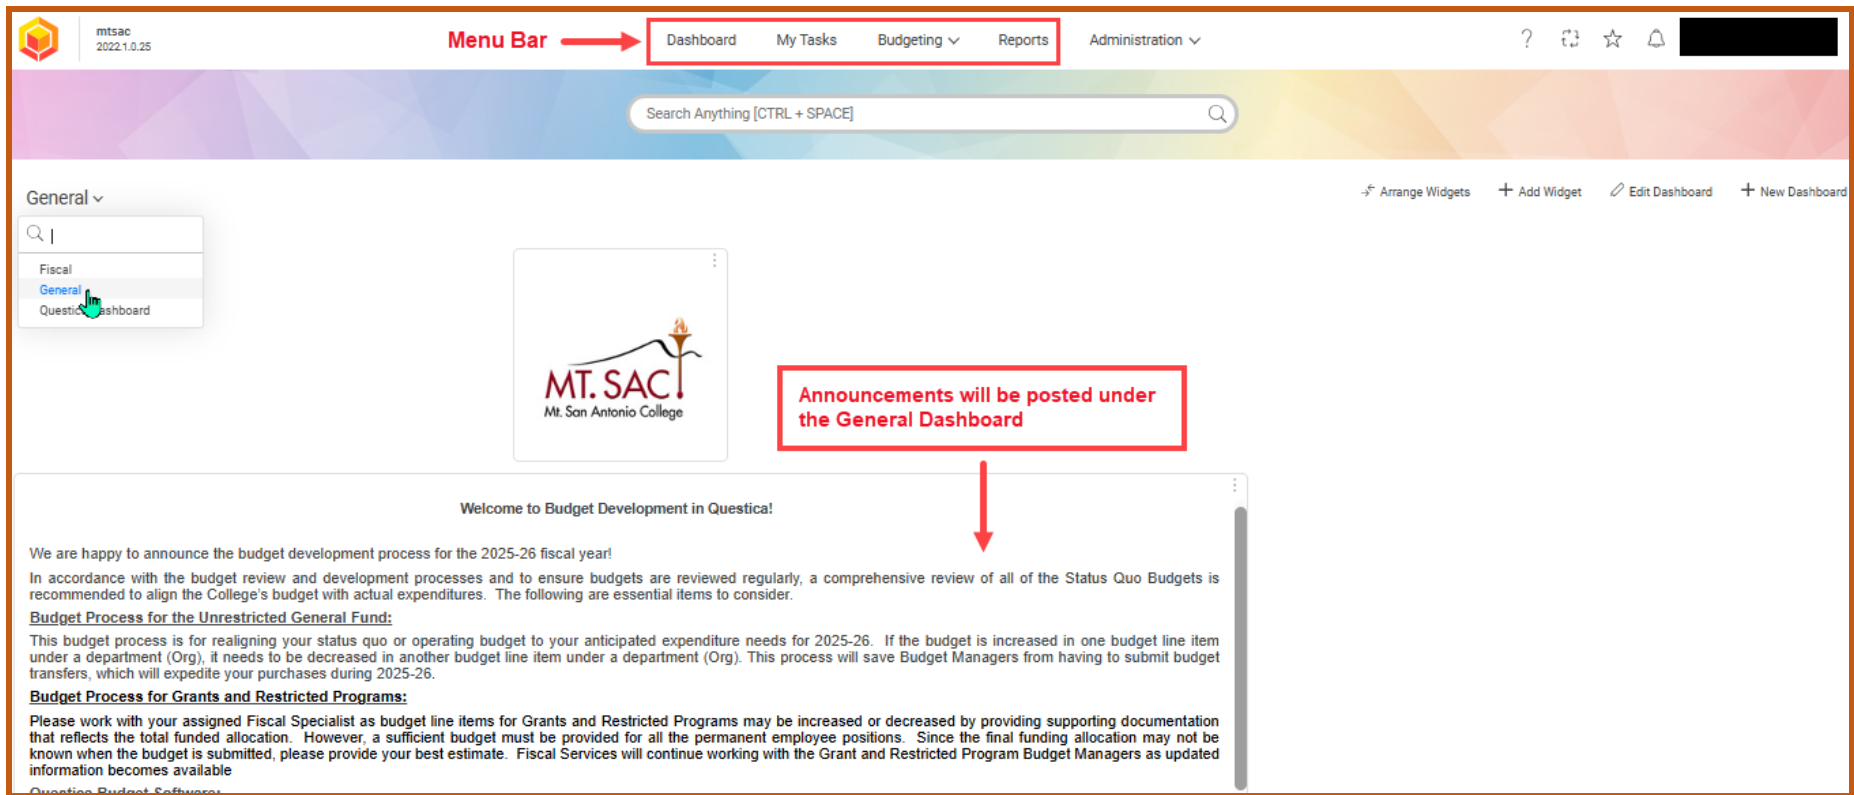 mtsac
2022.1.0.25
Menu Bar
Dashboard My Tasks Budgeting Reports Administration
?
Search Anything [CTRL + SPACE]
General
Arrange Widgets + Add Widget Edit Dashboard + New Dashboard
Fiscal
General
MT. SAC
Mt. San Antonio College
Announcements will be posted under
the General Dashboard
Welcome to Budget Development in Questica!
We are happy to announce the budget development process for the 2025-26 fiscal year!
In accordance with the budget review and development processes and to ensure budgets are reviewed regularly, a comprehensive review of all of the Status Quo Budgets is
recommended to align the College's budget with actual expenditures. The following are essential items to consider.
Budget Process for the Unrestricted General Fund:
This budget process is for realigning your status quo or operating budget to your anticipated expenditure needs for 2025-26. If the budget is increased in one budget line item
under a department (Org), it needs to be decreased in another budget line item under a department (Org). This process will save Budget Managers from having to submit budget
transfers, which will expedite your purchases during 2025-26.
Budget Process for Grants and Restricted Programs:
Please work with your assigned Fiscal Specialist as budget line items for Grants and Restricted Programs may be increased or decreased by providing supporting documentation
that reflects the total funded allocation. However, a sufficient budget must be provided for all the permanent employee positions. Since the final funding allocation may not be
known when the budget is submitted, please provide your best estimate. Fiscal Services will continue working with the Grant and Restricted Program Budget Managers as updated
information becomes available
Questica Budget Software: